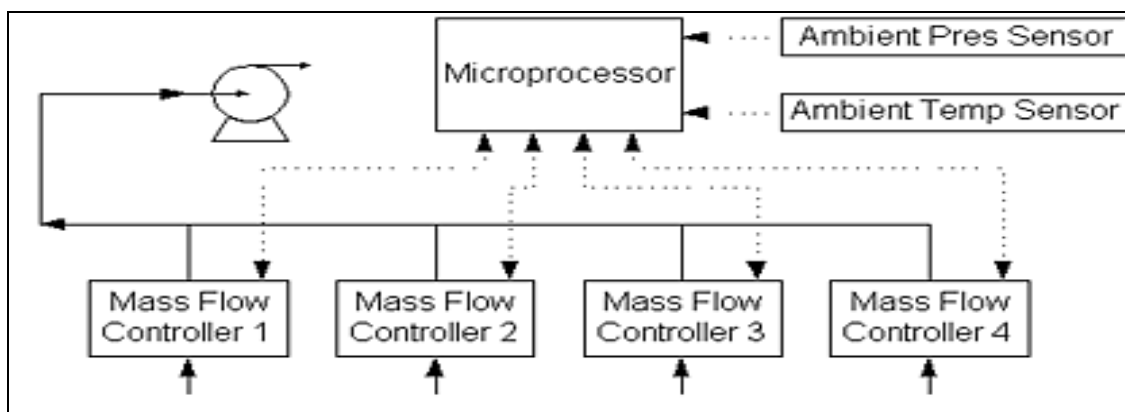 Ambient Pres Sensor
Microprocessor
Ambient Temp Sensor
Mass Flow
Controller 1
Mass Flow
Controller 2
Mass Flow
Controller 3
Mass Flow
Controller 4